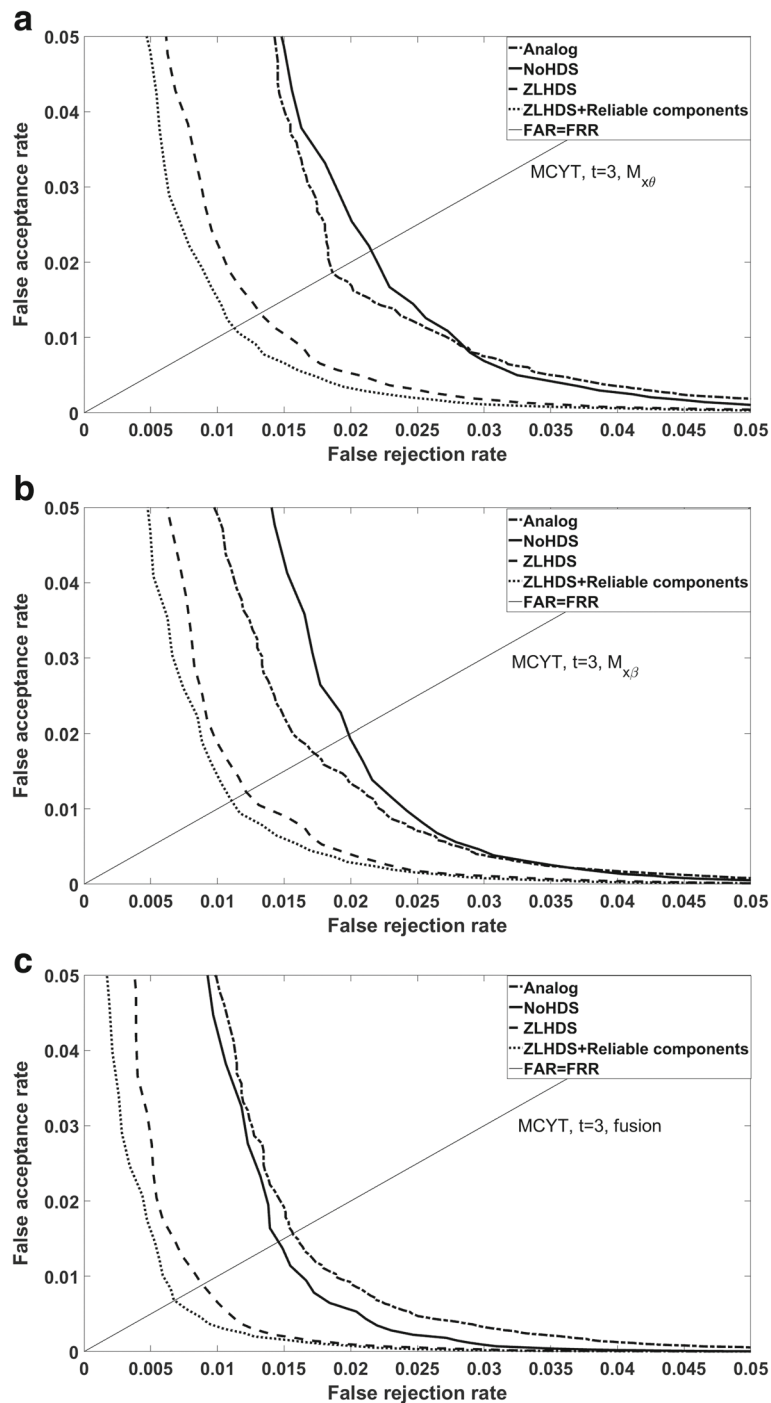 a
0.05
0.04
0.03
0.02
0.01
0
False acceptance rate
Analog
NoHDS
ZLHDS
ZLHDS+Reliable components
FAR=FRR
MCYT, t=3, Mxθ
0 0.005 0.01 0.015 0.02 0.025 0.03 0.035 0.04 0.045 0.05
False rejection rate
b
0.05
0.04
0.03
0.02
0.01
0
False acceptance rate
Analog
NoHDS
ZLHDS
ZLHDS+Reliable components
FAR=FRR
MCYT, t=3, Mxβ
0 0.005 0.01 0.015 0.02 0.025 0.03 0.035 0.04 0.045 0.05
False rejection rate
c
0.05
0.04
0.03
0.02
0.01
0
False acceptance rate
Analog
NoHDS
ZLHDS
ZLHDS+Reliable components
FAR=FRR
MCYT, t=3, fusion
0 0.005 0.01 0.015 0.02 0.025 0.03 0.035 0.04 0.045 0.05
False rejection rate